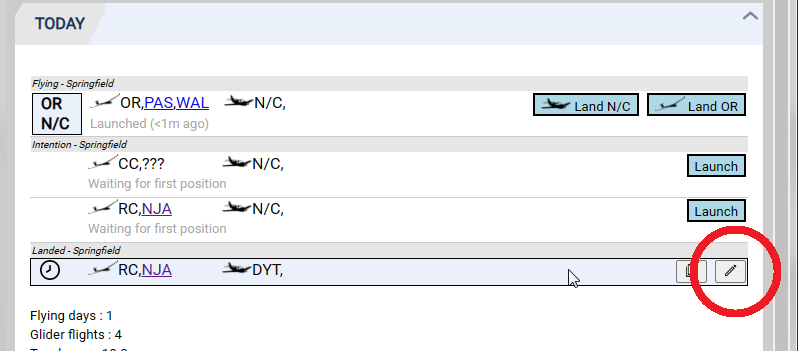 TODAY
Flying - Springfield
OR
N/C
OR,PAS,WAL N/C, Land N/C Land OR
Launched (<1m ago)
Intention - Springfield
CC,??? N/C, Launch
Waiting for first position
RC,NJA N/C, Launch
Waiting for first position
Landed - Springfield
RC,NJA DYT,
Flying days : 1
Glider flights : 4